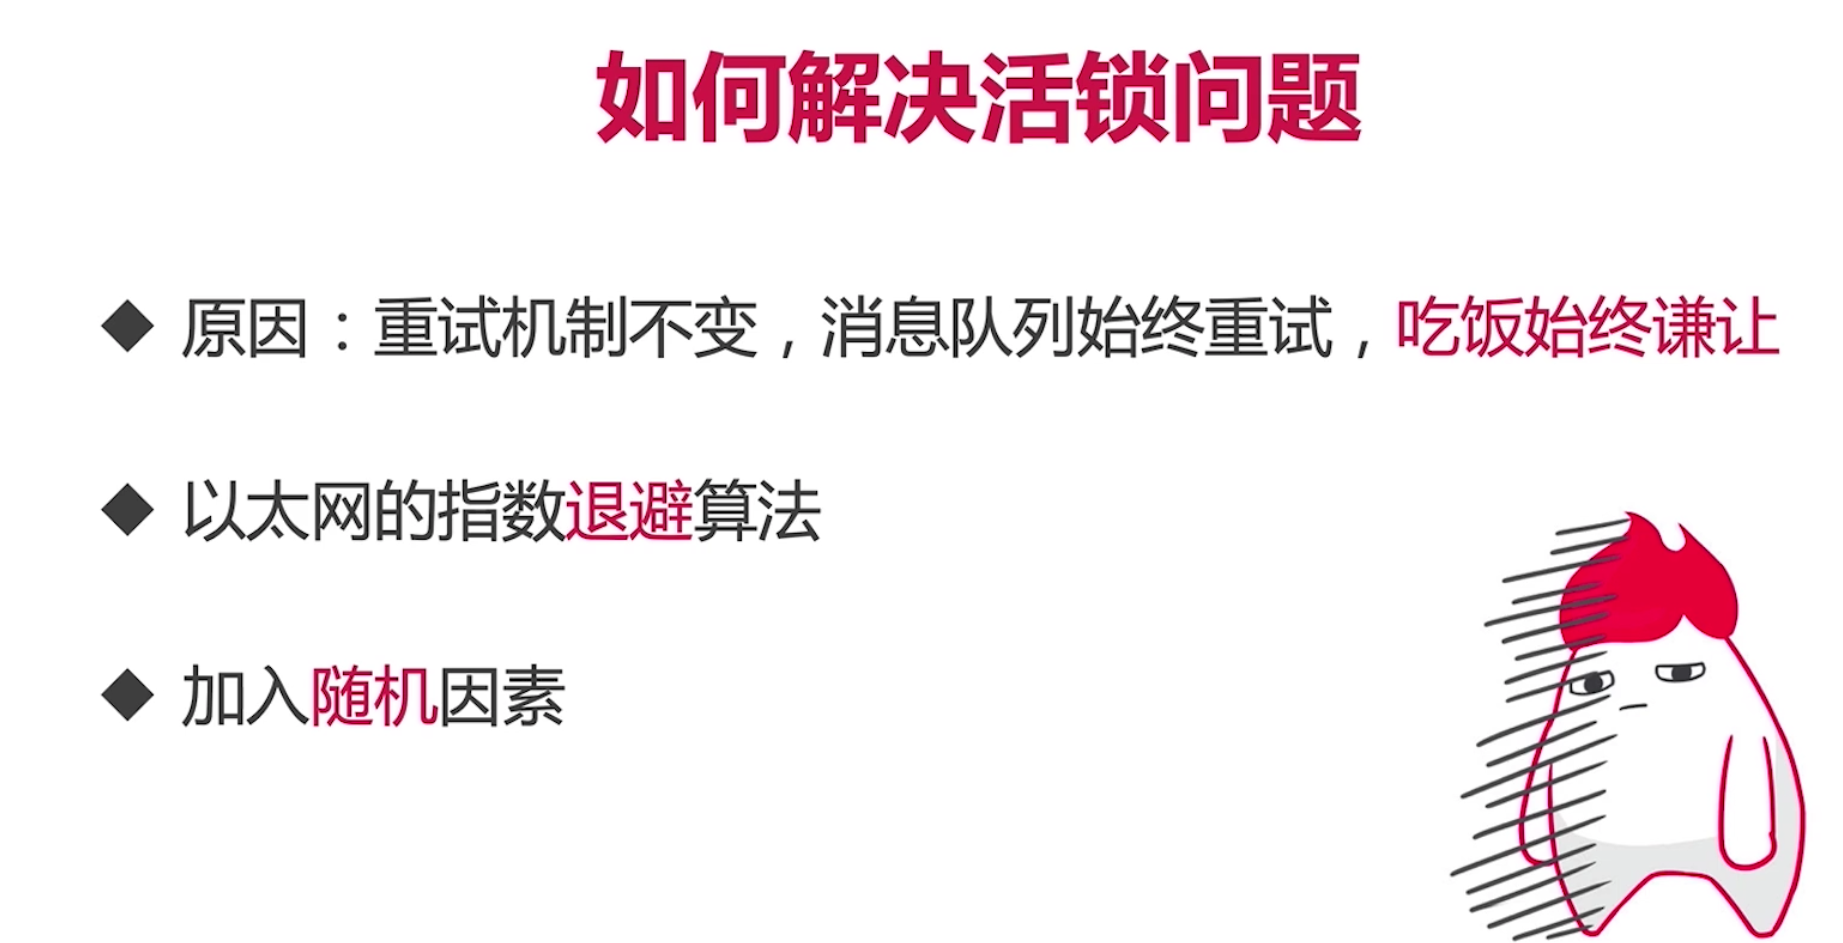 如何解决活锁问题
◆ 原因：重试机制不变，消息队列始终重试，吃饭始终谦让
◆ 以太网的指数退避算法
◆ 加入随机因素